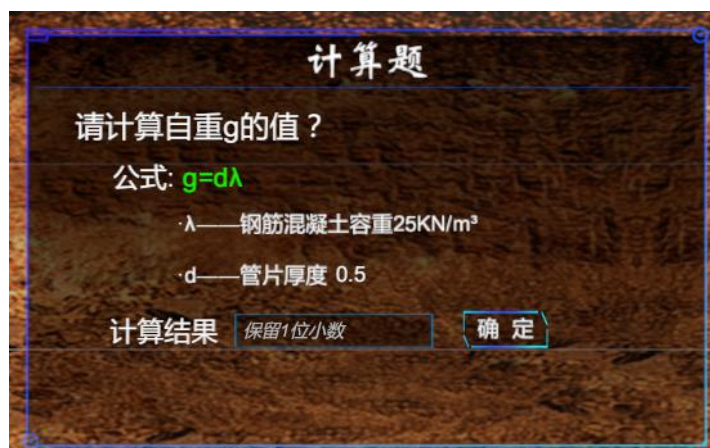 计算题
请计算自重g的值？
公式: g=dλ
·λ——钢筋混凝土容重25KN/m³
·d——管片厚度 0.5
计算结果 保留1位小数 确 定